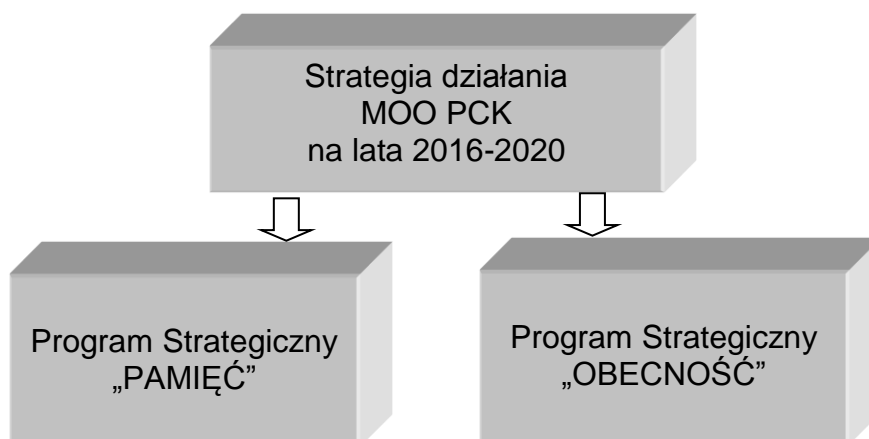 Strategia działania
MOO PCK
na lata 2016-2020
Program Strategiczny
„PAMIĘĆ”
Program Strategiczny
„OBECNOŚĆ”